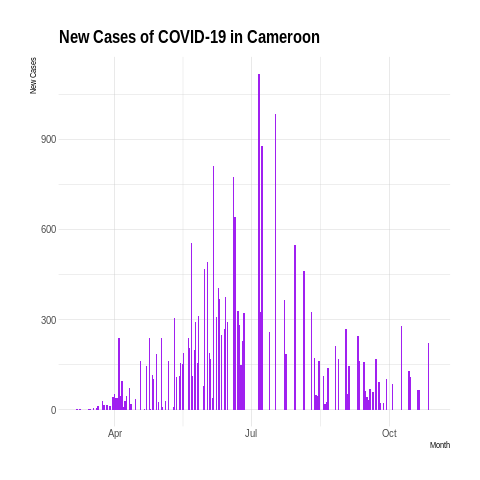 New Cases of COVID-19 in Cameroon
New Cases
900
600
300
0
Apr
Jul
Oct
Month